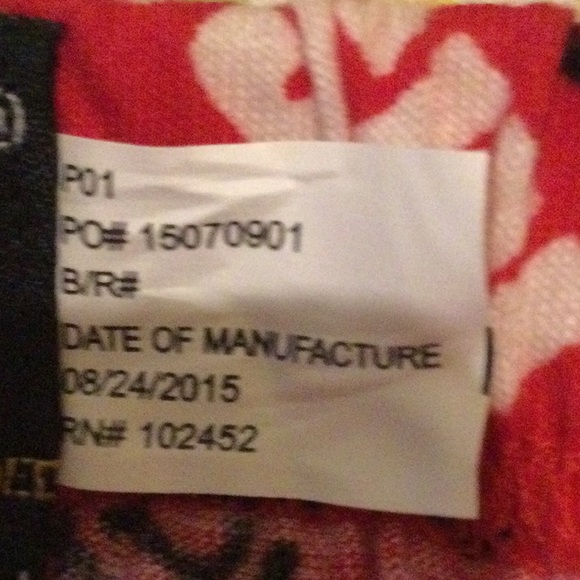 P01
PO# 15070901
B/R#
DATE OF MANUFACTURE
08/24/2015
RN# 102452